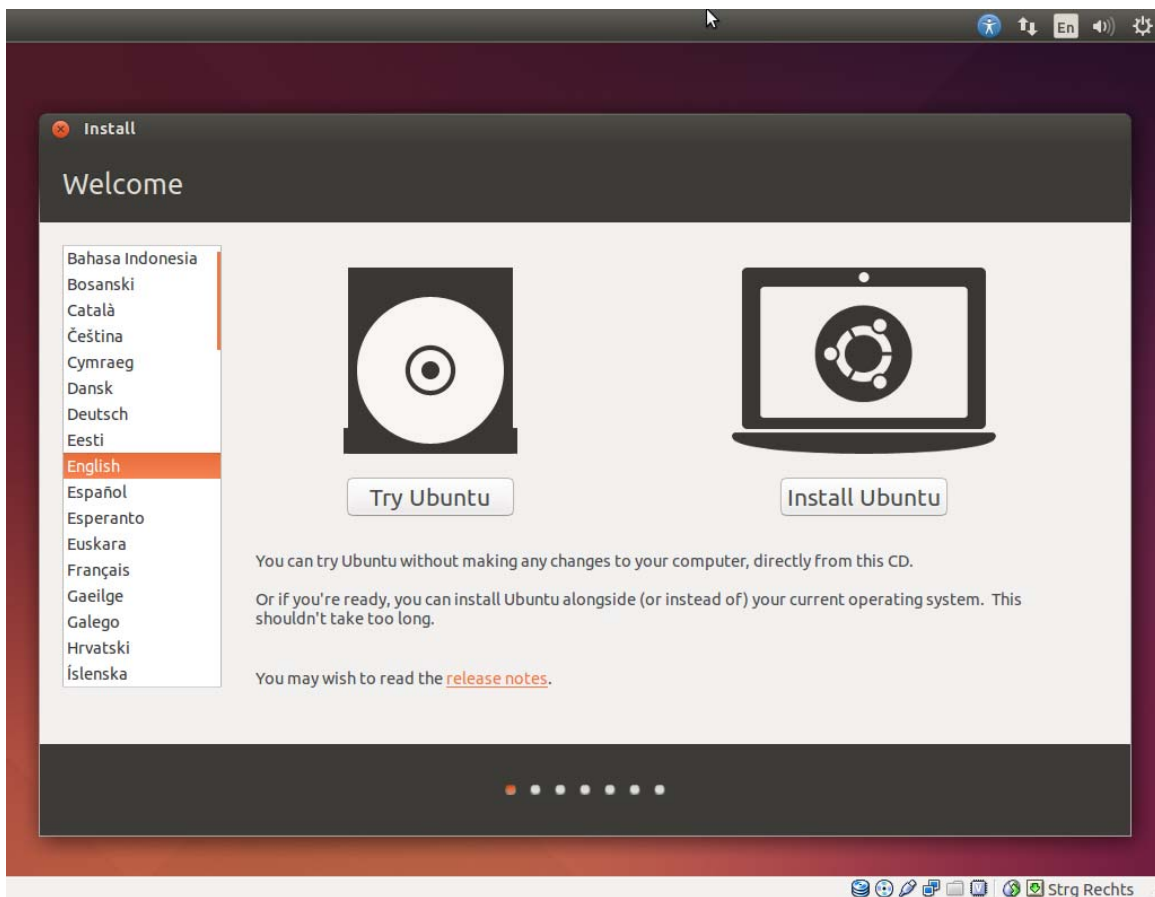 En
Install
Welcome
Bahasa Indonesia
Bosanski
Català
Čeština
Cymraeg
Dansk
Deutsch
Eesti
English
Español
Esperanto
Euskara
Français
Gaeilge
Galego
Hrvatski
Íslenska
Try Ubuntu
Install Ubuntu
You can try Ubuntu without making any changes to your computer, directly from this CD.
Or if you're ready, you can install Ubuntu alongside (or instead of) your current operating system. This
shouldn't take too long.
You may wish to read the release notes.
Strg Rechts